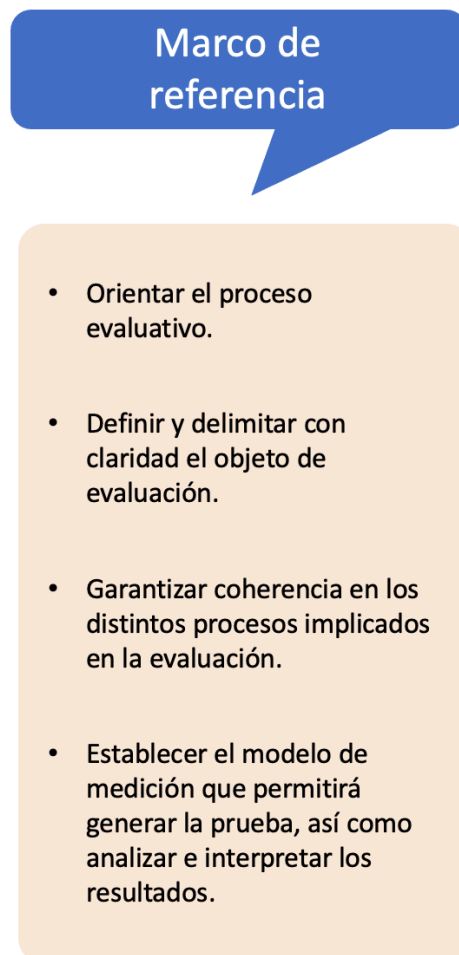 Marco de
referencia
• Orientar el proceso
evaluativo.
• Definir y delimitar con
claridad el objeto de
evaluación.
• Garantizar coherencia en los
distintos procesos implicados
en la evaluación.
• Establecer el modelo de
medición que permitirá
generar la prueba, así como
analizar e interpretar los
resultados.